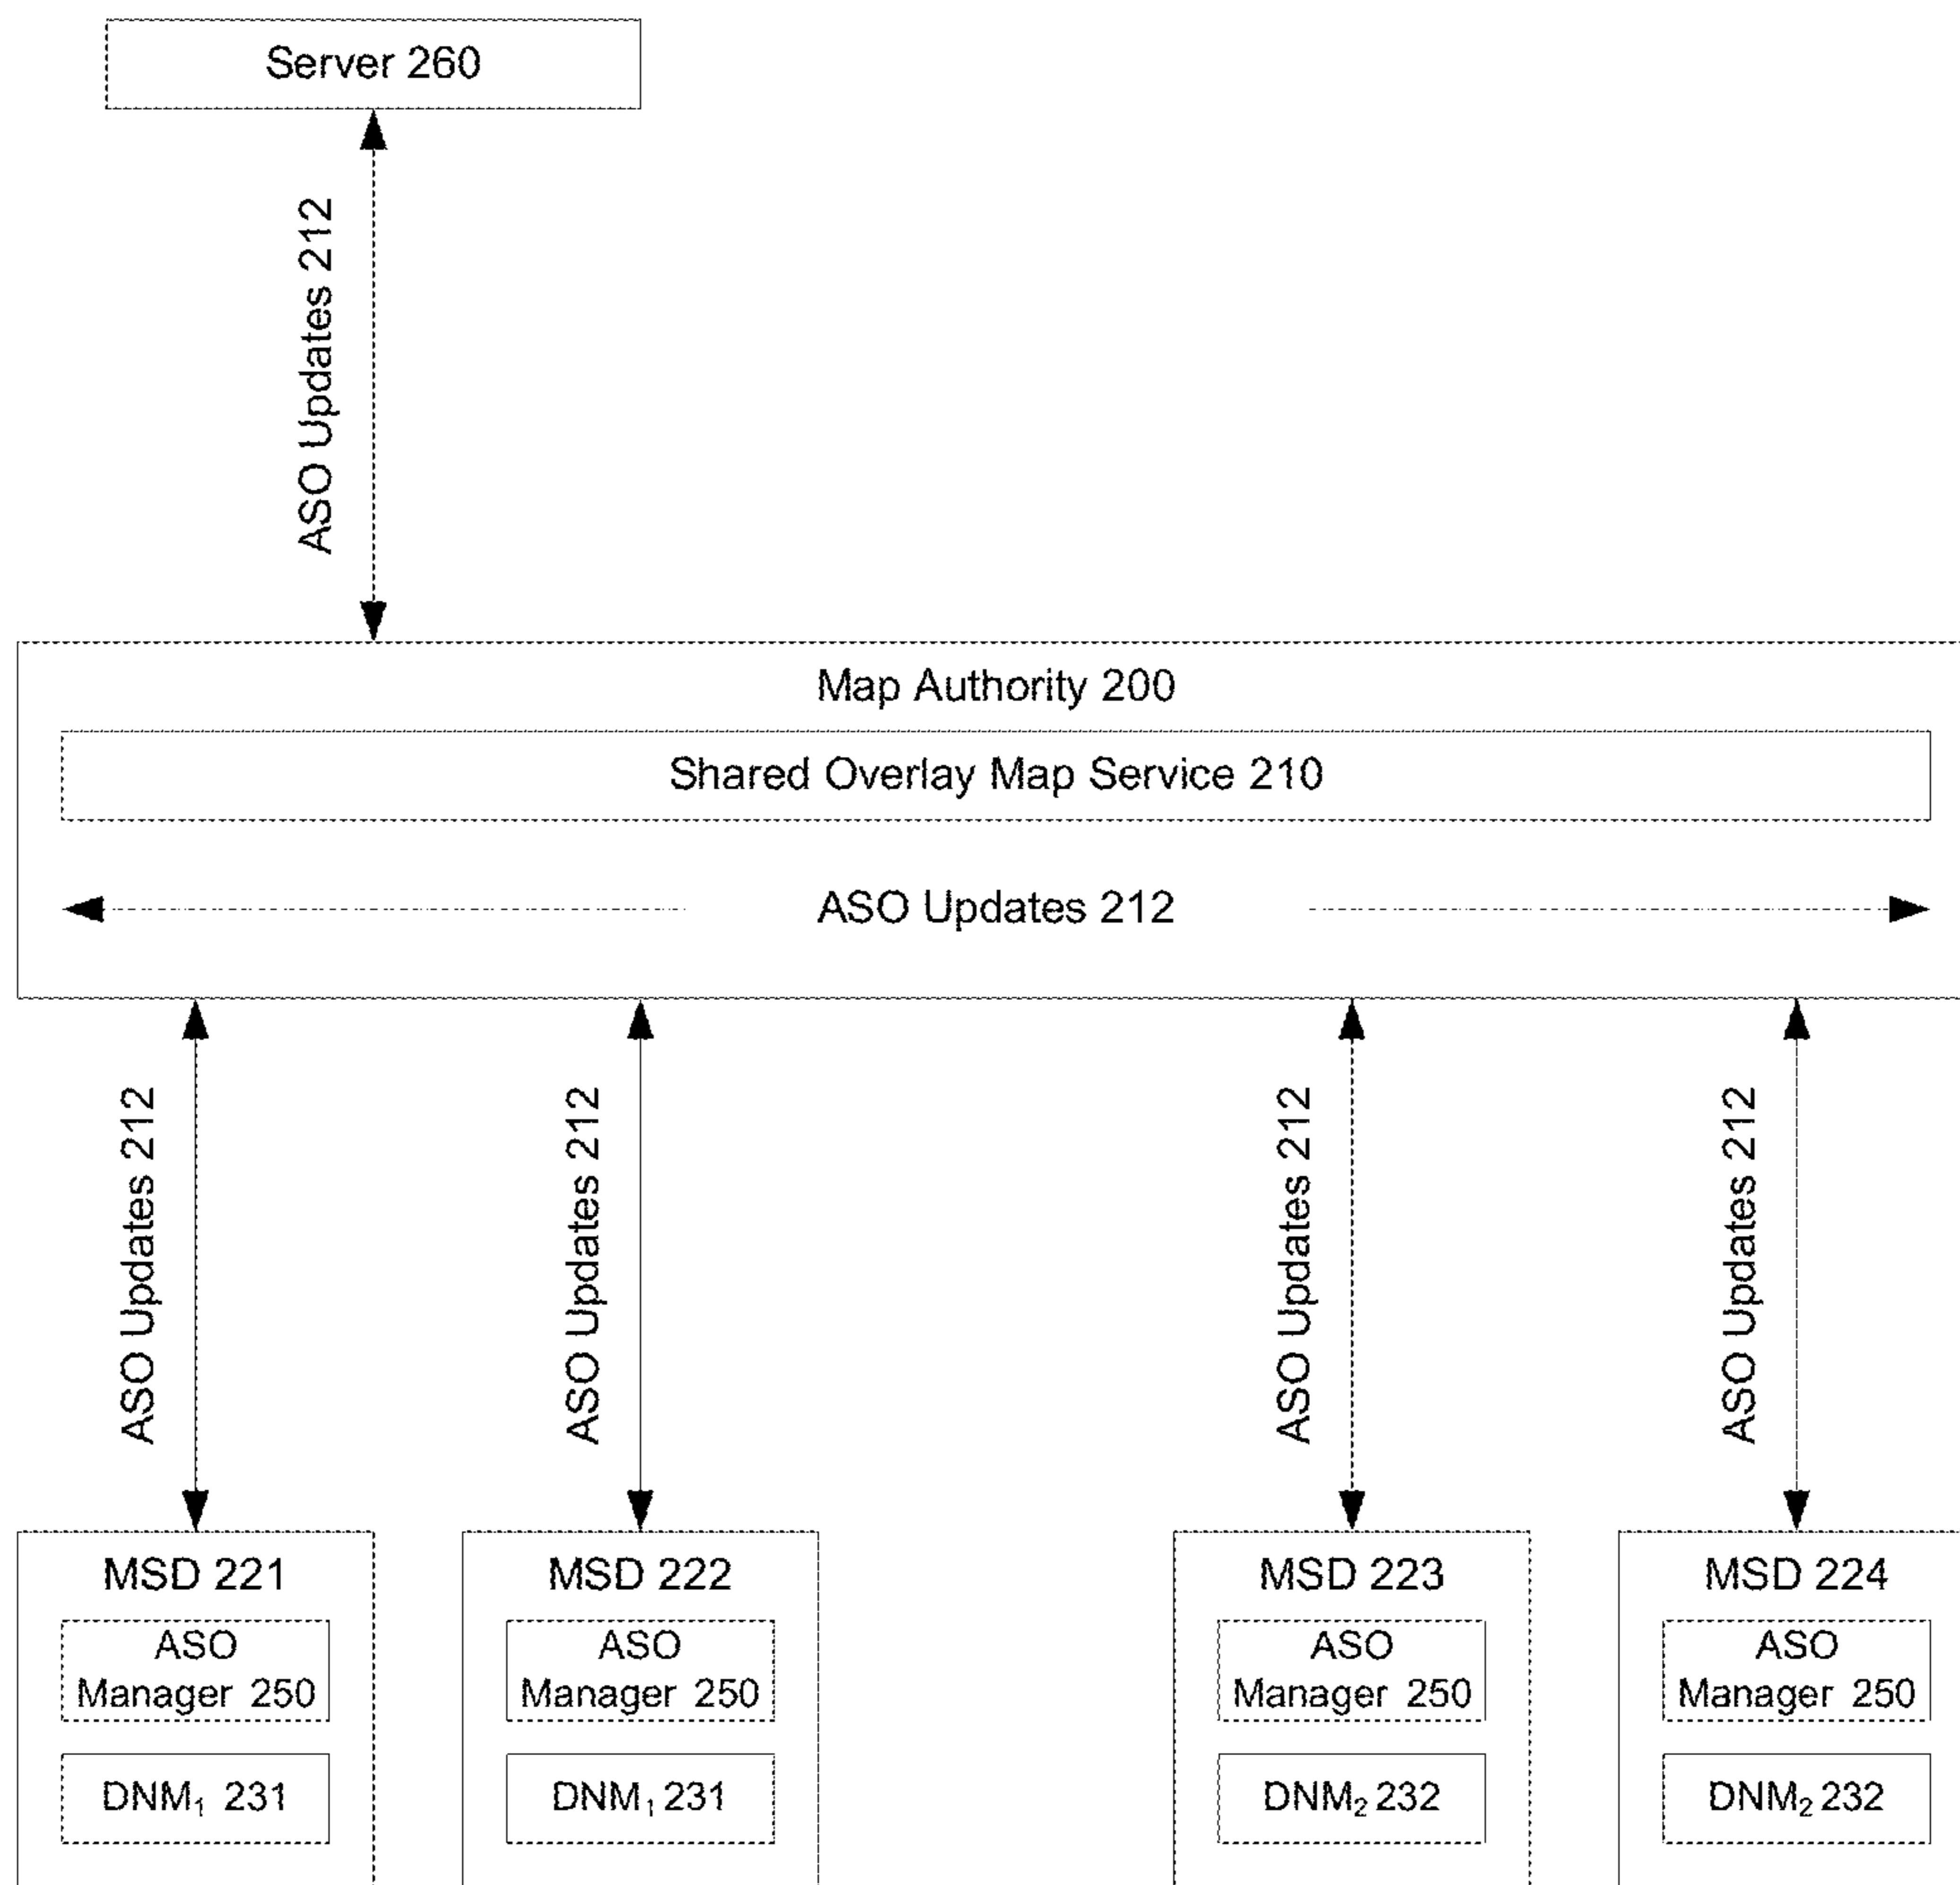 Server 260
ASO Updates 212
Map Authority 200
Shared Overlay Map Service 210
ASO Updates 212
ASO Updates 212
ASO Updates 212
ASO Updates 212
ASO Updates 212
MSD 221
ASO
Manager 250
DNM₁ 231
MSD 222
ASO
Manager 250
DNM₁ 231
MSD 223
ASO
Manager 250
DNM₂ 232
MSD 224
ASO
Manager 250
DNM₂ 232